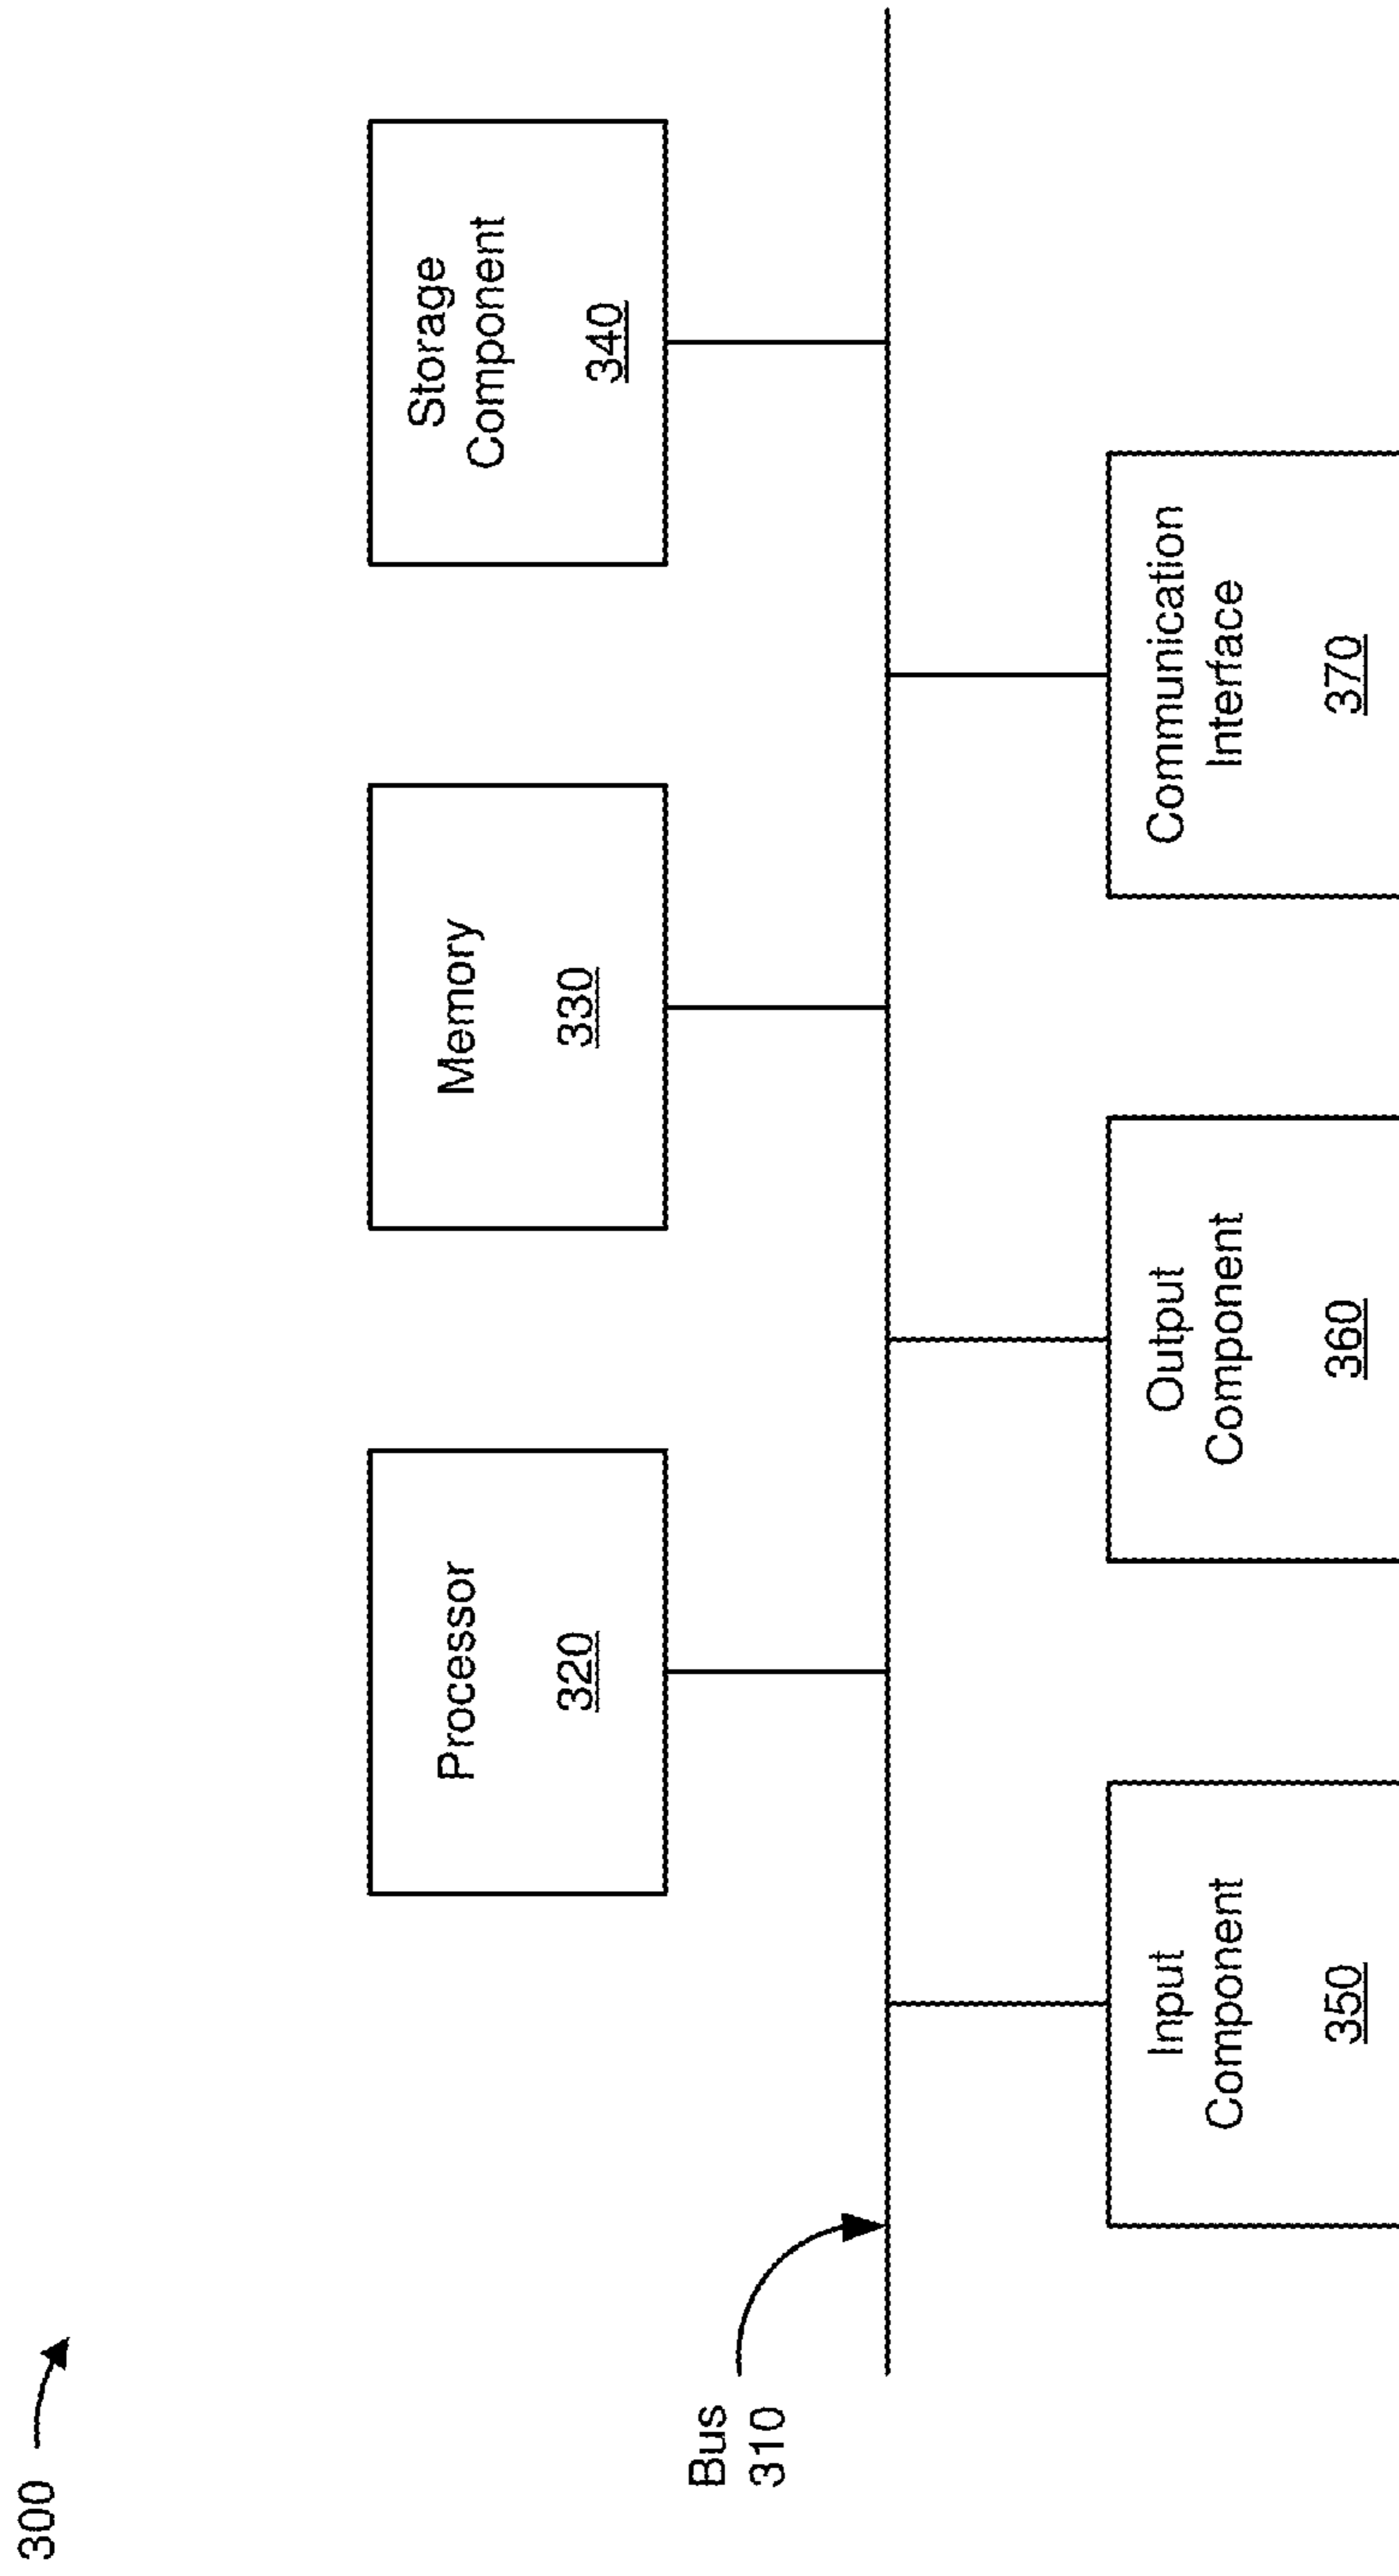 300
Processor
320
Memory
330
Storage
Component
340
Bus
310
Input
Component
350
Output
Component
360
Communication
Interface
370